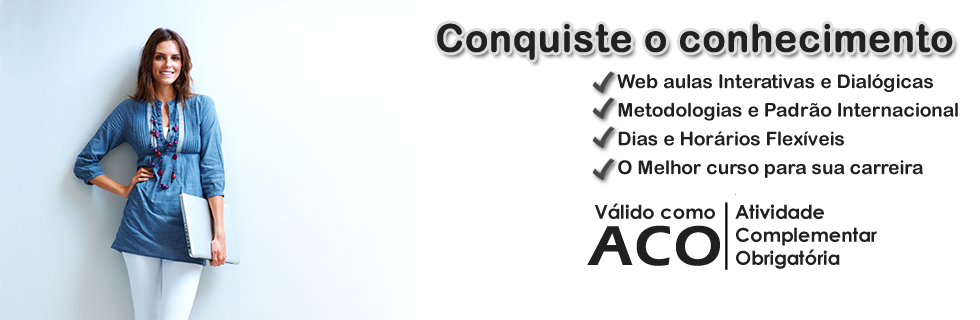 Conquiste o conhecimento
Web aulas Interativas e Dialógicas
Metodologias e Padrão Internacional
Dias e Horários Flexíveis
O Melhor curso para sua carreira
Válido como
ACO
Atividade
Complementar
Obrigatória